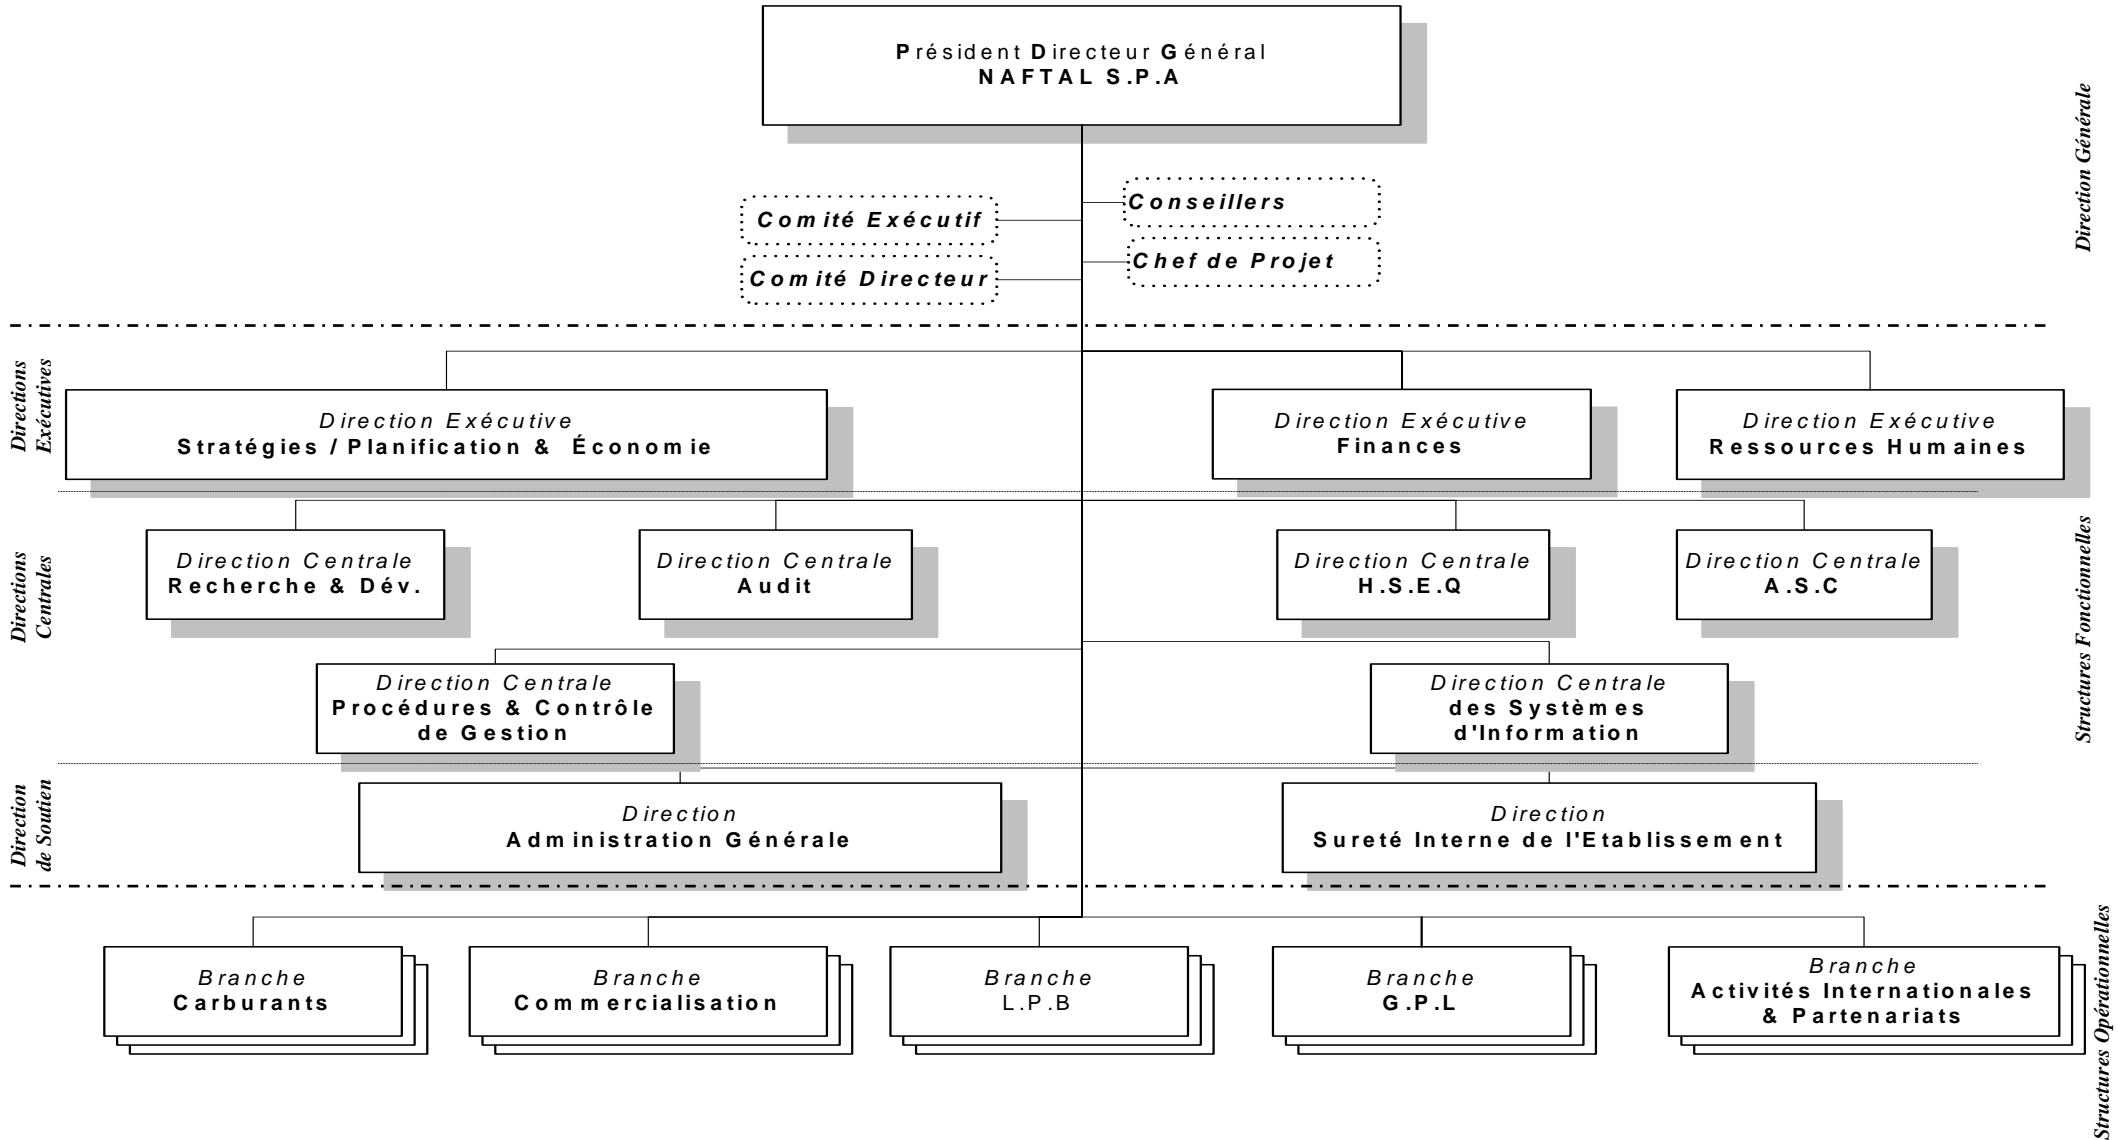 Président Directeur Général
NAFTAL S.P.A
Direction Générale
Conseillers
Comité Exécutif
Chef de Projet
Comité Directeur
Directions
Exécutives
Direction Exécutive
Stratégies / Planification & Économie
Direction Exécutive
Finances
Direction Exécutive
Ressources Humaines
Structures Fonctionnelles
Directions
Centrales
Direction Centrale
Recherche & Dév.
Direction Centrale
Audit
Direction Centrale
H.S.E.Q
Direction Centrale
A.S.C
Direction Centrale
Procédures & Contrôle
de Gestion
Direction Centrale
des Systèmes
d'Information
Direction
de Soutien
Direction
Administration Générale
Direction
Sureté Interne de l'Etablissement
Structures Opérationnelles
Branche
Carburants
Branche
Commercialisation
Branche
L.P.B
Branche
G.P.L
Branche
Activités Internationales
& Partenariats